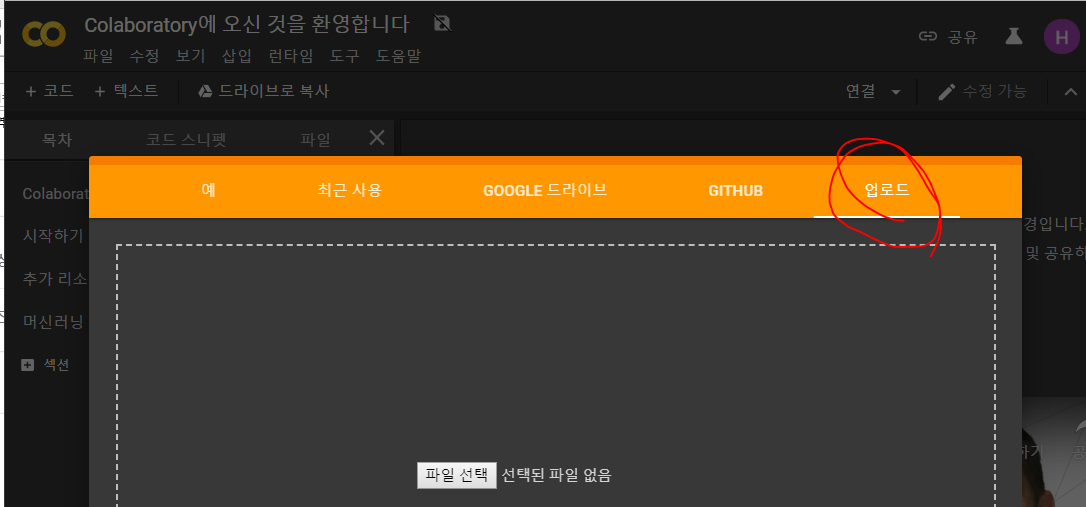 Colaboratory에 오신 것을 환영합니다
파일 수정 보기 삽입 런타임 도구 도움말
공유
H
+ 코드 + 텍스트 드라이브로 복사
연결 수정 가능
목차 코드 스니펫 파일
예 최근 사용 GOOGLE 드라이브 GITHUB 업로드
Colaborat
시작하기
추가 리소
머신러닝
섹션
경입니다.
및 공유하
파일 선택 선택된 파일 없음
하기